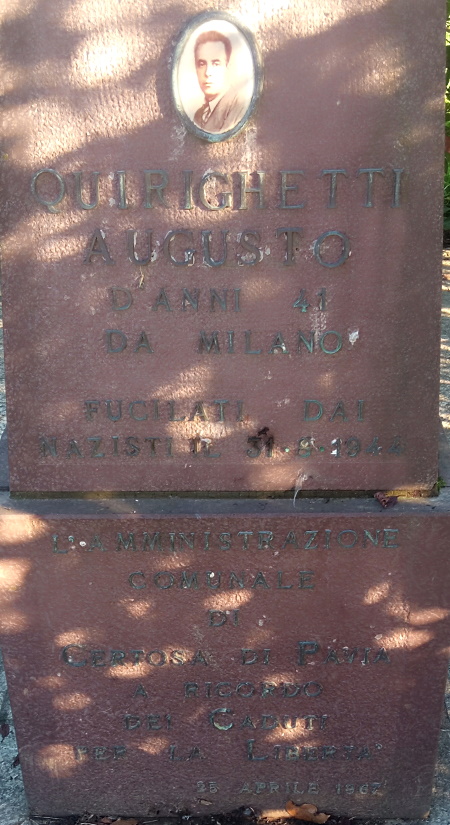 QUIRIGHETTI
AUGUSTO
D'ANNI 41
DA MILANO
FUCILATI DAI
NAZISTI IL 31-8-1944
L'AMMINISTRAZIONE
COMUNALE
DI
CERTOSA DI PAVIA
A RICORDO
DEI CADUTI
PER LA LIBERTA'
25 APRILE 1967